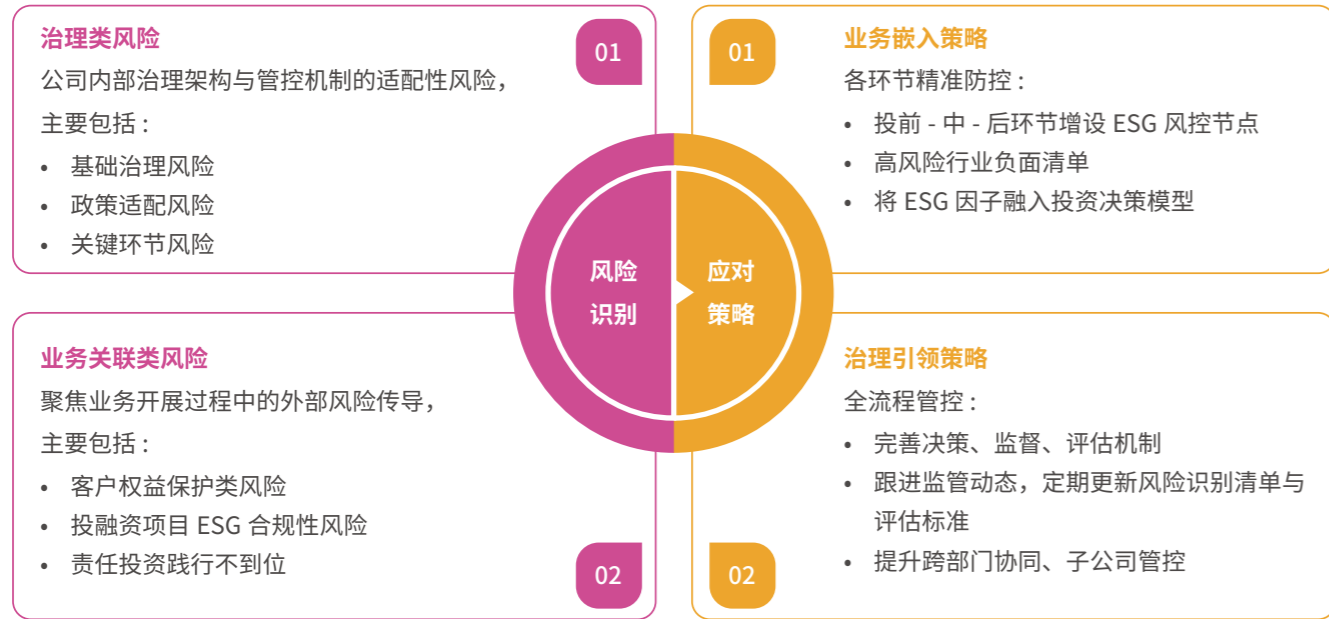 治理类风险
01
公司内部治理架构与管控机制的适配性风险，
主要包括：
• 基础治理风险
• 政策适配风险
• 关键环节风险
业务关联类风险
聚焦业务开展过程中的外部风险传导，
主要包括：
• 客户权益保护类风险
• 投融资项目 ESG 合规性风险
• 责任投资践行不到位
02
风险
识别
应对
策略
01
业务嵌入策略
各环节精准防控：
• 投前 - 中 - 后环节增设 ESG 风控节点
• 高风险行业负面清单
• 将 ESG 因子融入投资决策模型
治理引领策略
全流程管控：
• 完善决策、监督、评估机制
• 跟进监管动态，定期更新风险识别清单与
评估标准
• 提升跨部门协同、子公司管控
02